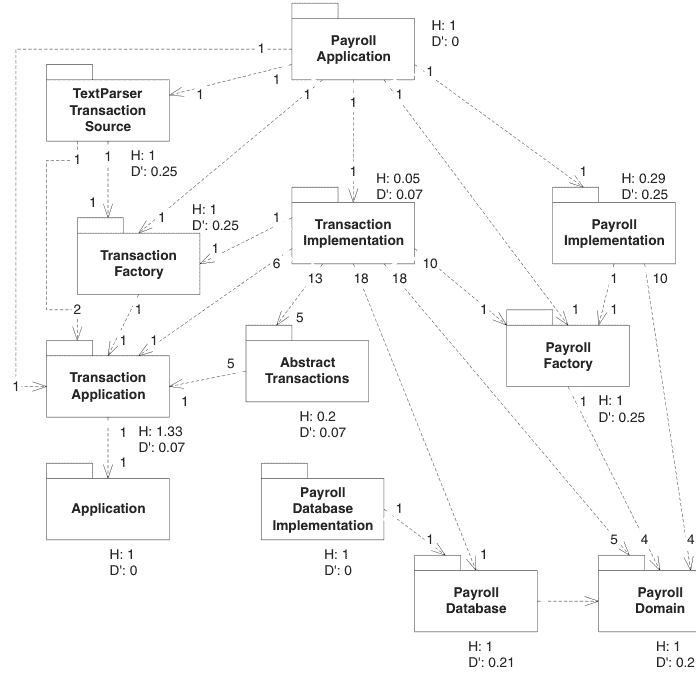 Payroll
Application
H: 1
D': 0
1
1
1
1
1
1
1
TextParser
Transaction
Source
1
1
H: 1
D': 0.25
1
1
1
H: 0.05
D': 0.07
H: 0.29
D': 0.25
H: 1
D': 0.25
1
1
1
1
Transaction
Factory
Transaction
Implementation
Payroll
Implementation
6
13
18
18
10
1
10
2
1
5
1
1
1
1
1
Payroll
Factory
Transaction
Application
5
1
Abstract
Transactions
1
H: 1
D': 0.25
1
H: 0.2
D': 0.07
1
H: 1.33
D': 0.07
1
Application
Payroll
Database
Implementation
1
1
1
5
4
4
H: 1
D': 0
H: 1
D': 0
Payroll
Database
Payroll
Domain
H: 1
D': 0.21
H: 1
D': 0.2